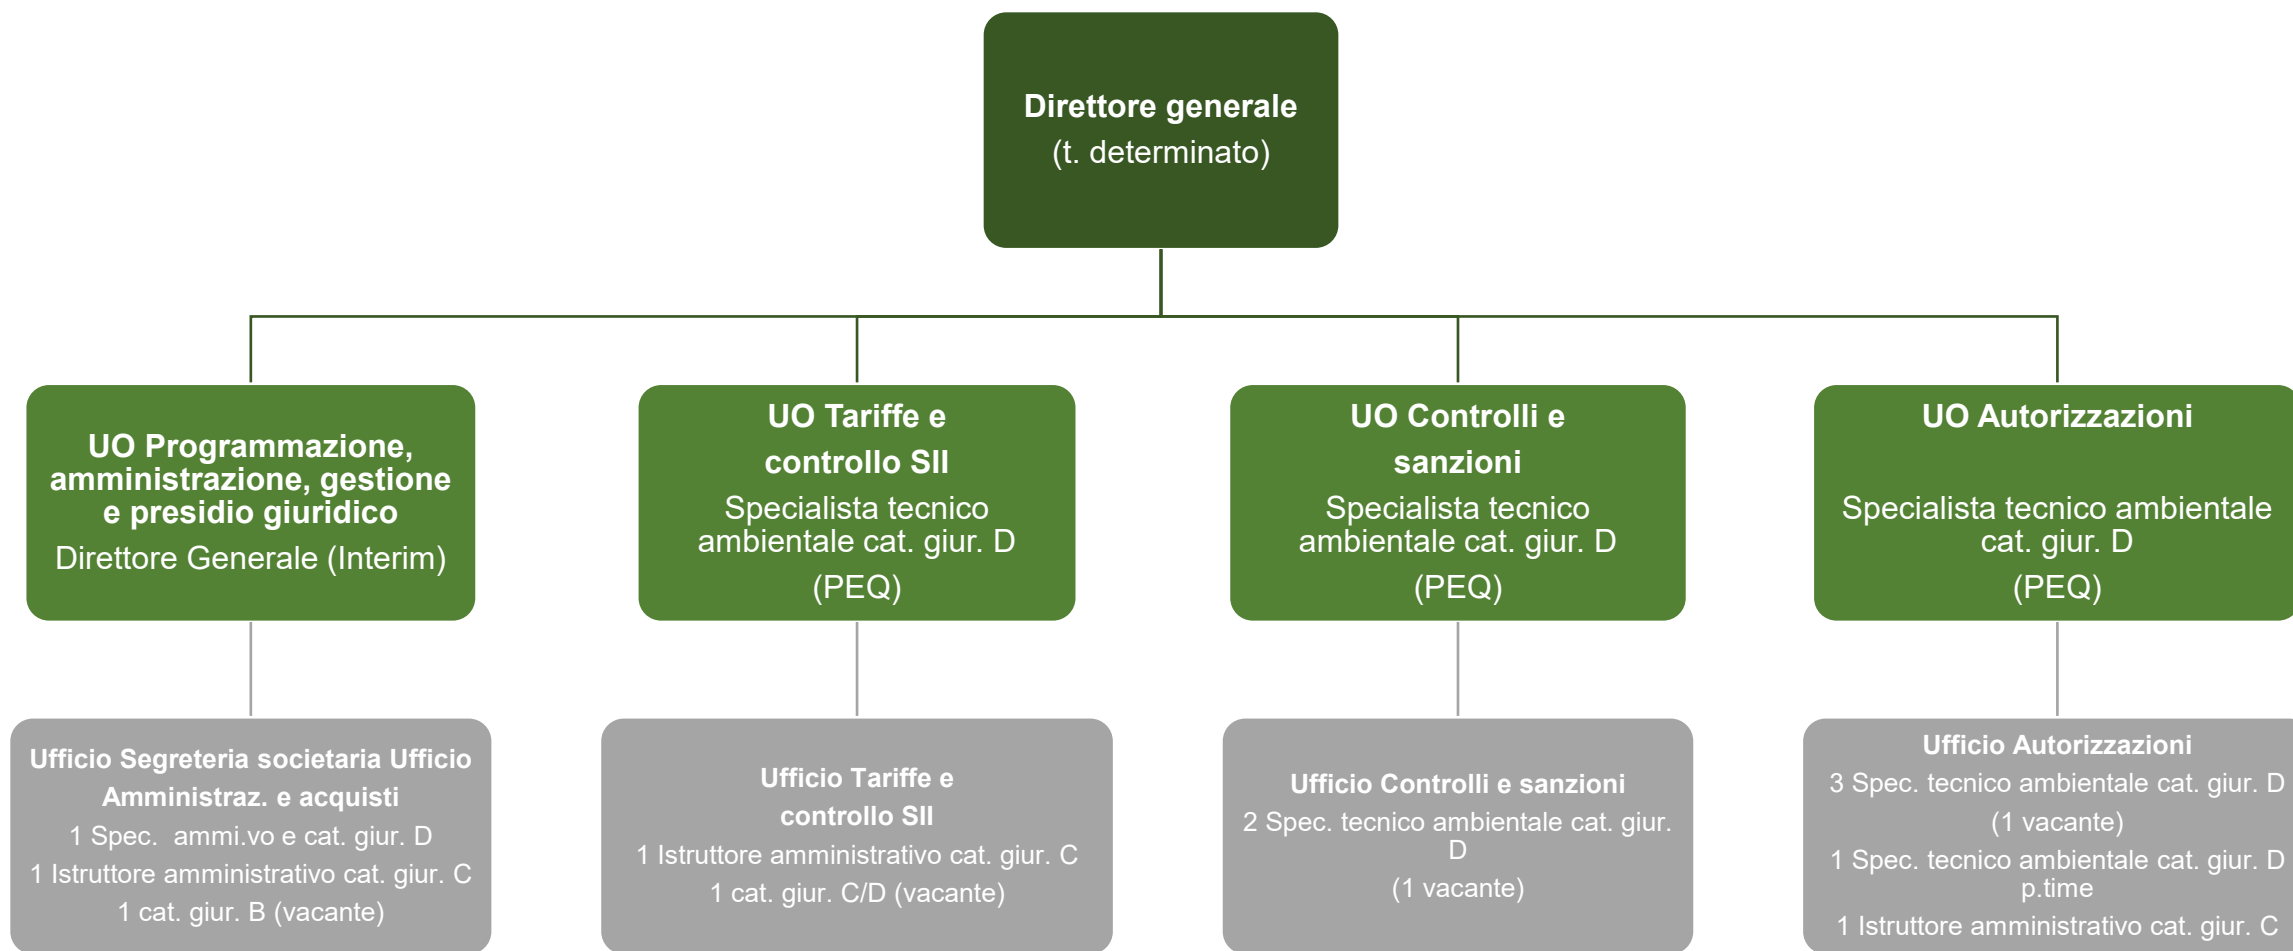 Direttore generale
(t. determinato)
UO Programmazione,
amministrazione, gestione
e presidio giuridico
Direttore Generale (Interim)
UO Tariffe e
controllo SII
Specialista tecnico
ambientale cat. giur. D
(PEQ)
UO Controlli e
sanzioni
Specialista tecnico
ambientale cat. giur. D
(PEQ)
UO Autorizzazioni
Specialista tecnico ambientale
cat. giur. D
(PEQ)
Ufficio Segreteria societaria Ufficio
Amministraz. e acquisti
1 Spec.  ammi.vo e cat. giur. D
1 Istruttore amministrativo cat. giur. C
1 cat. giur. B (vacante)
Ufficio Tariffe e
controllo SII
1 Istruttore amministrativo cat. giur. C
1 cat. giur. C/D (vacante)
Ufficio Controlli e sanzioni
2 Spec. tecnico ambientale cat. giur.
D
(1 vacante)
Ufficio Autorizzazioni
3 Spec. tecnico ambientale cat. giur. D
(1 vacante)
1 Spec. tecnico ambientale cat. giur. D
p.time
1 Istruttore amministrativo cat. giur. C